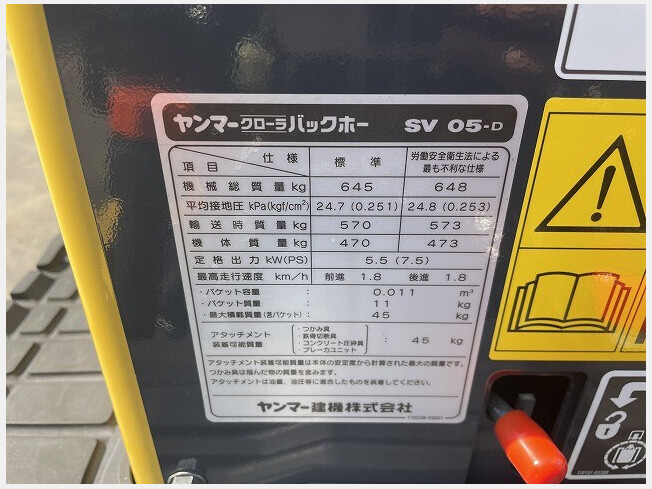 ヤンマークローラバックホー SV 05-D
項目 仕様 標準 労働安全衛生法による
最も不利な仕様
機械総質量kg 645 648
平均接地圧 kPa(kgf/cm²) 24.7 (0.251) 24.8 (0.253)
輸送時質量kg 570 573
機体質量kg 470 473
定格出力 kW(PS) 5.5 (7.5)
最高走行速度 km/h 前進 1.8 後進 1.8
・バケット容量 : 0.011 m³
・バケット質量 : 11 kg
・最大積載質量(含バケット) : 45 kg
アタッチメント
装着可能質量
・つかみ具
・鉄骨切断具
・コンクリート圧砕具
・ブレーカユニット
: 45 kg
アタッチメント装着可能質量は本体の安定度から計算された最大の質量です。
つかみ具は掴んだ物の質量を含みます。
アタッチメントは油量、油圧等に適合したものを装着してください。
ヤンマー建機株式会社